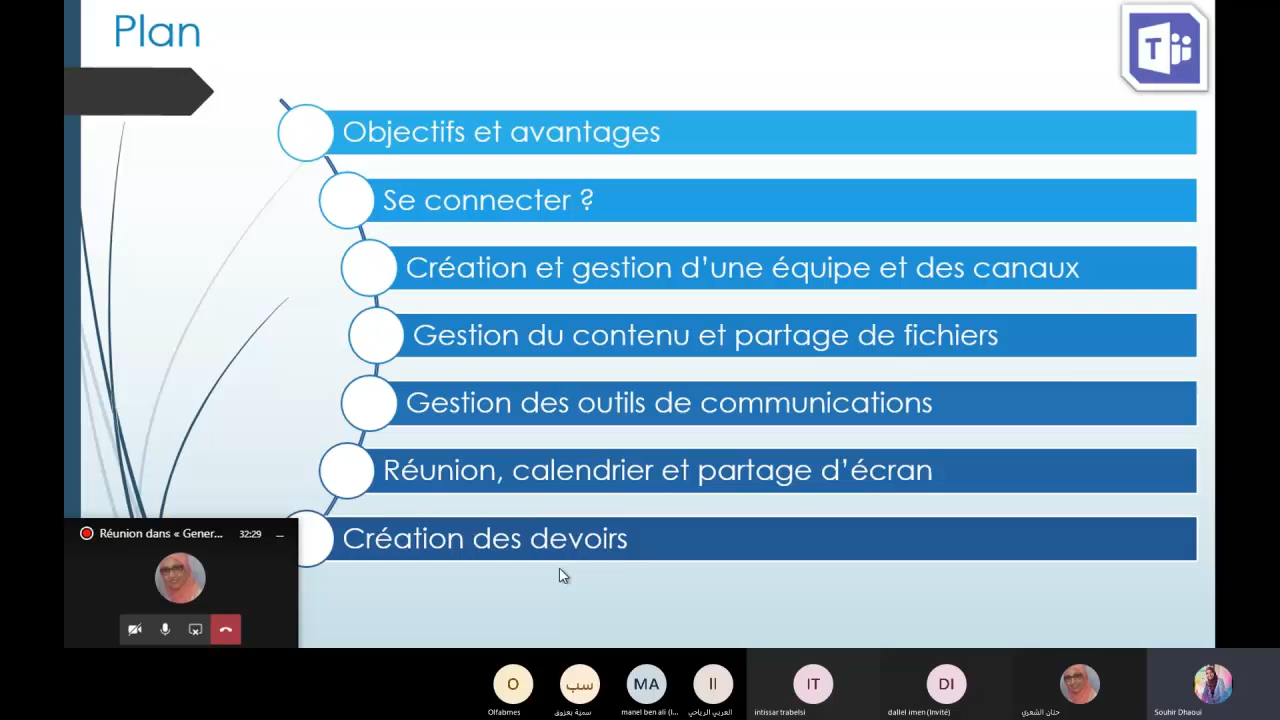 Plan
Objectifs et avantages
Se connecter ?
Création et gestion d’une équipe et des canaux
Gestion du contenu et partage de fichiers
Gestion des outils de communications
Réunion, calendrier et partage d’écran
Création des devoirs
Réunion dans « Gener... 32:29
O سب MA II IT DI
Olfabmes سمية بعزوق manel ben ali (I... العربي الرياحي intissar trabelsi dallel imen (Invité) حنان الشعري Souhir Dhaoui